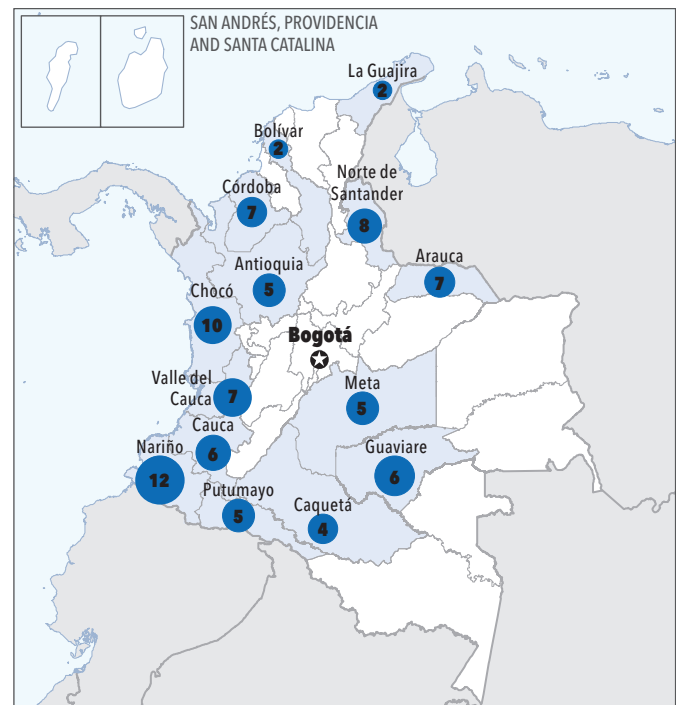 SAN ANDRÉS, PROVIDENCIA
AND SANTA CATALINA
La Guajira
2
Bolívar
2
Norte de
Santander
8
Córdoba
7
Arauca
7
Antioquia
5
Chocó
10
Bogotá
Valle del
Cauca
7
Meta
5
Cauca
6
Guaviare
6
Nariño
12
Putumayo
5
Caquetá
4